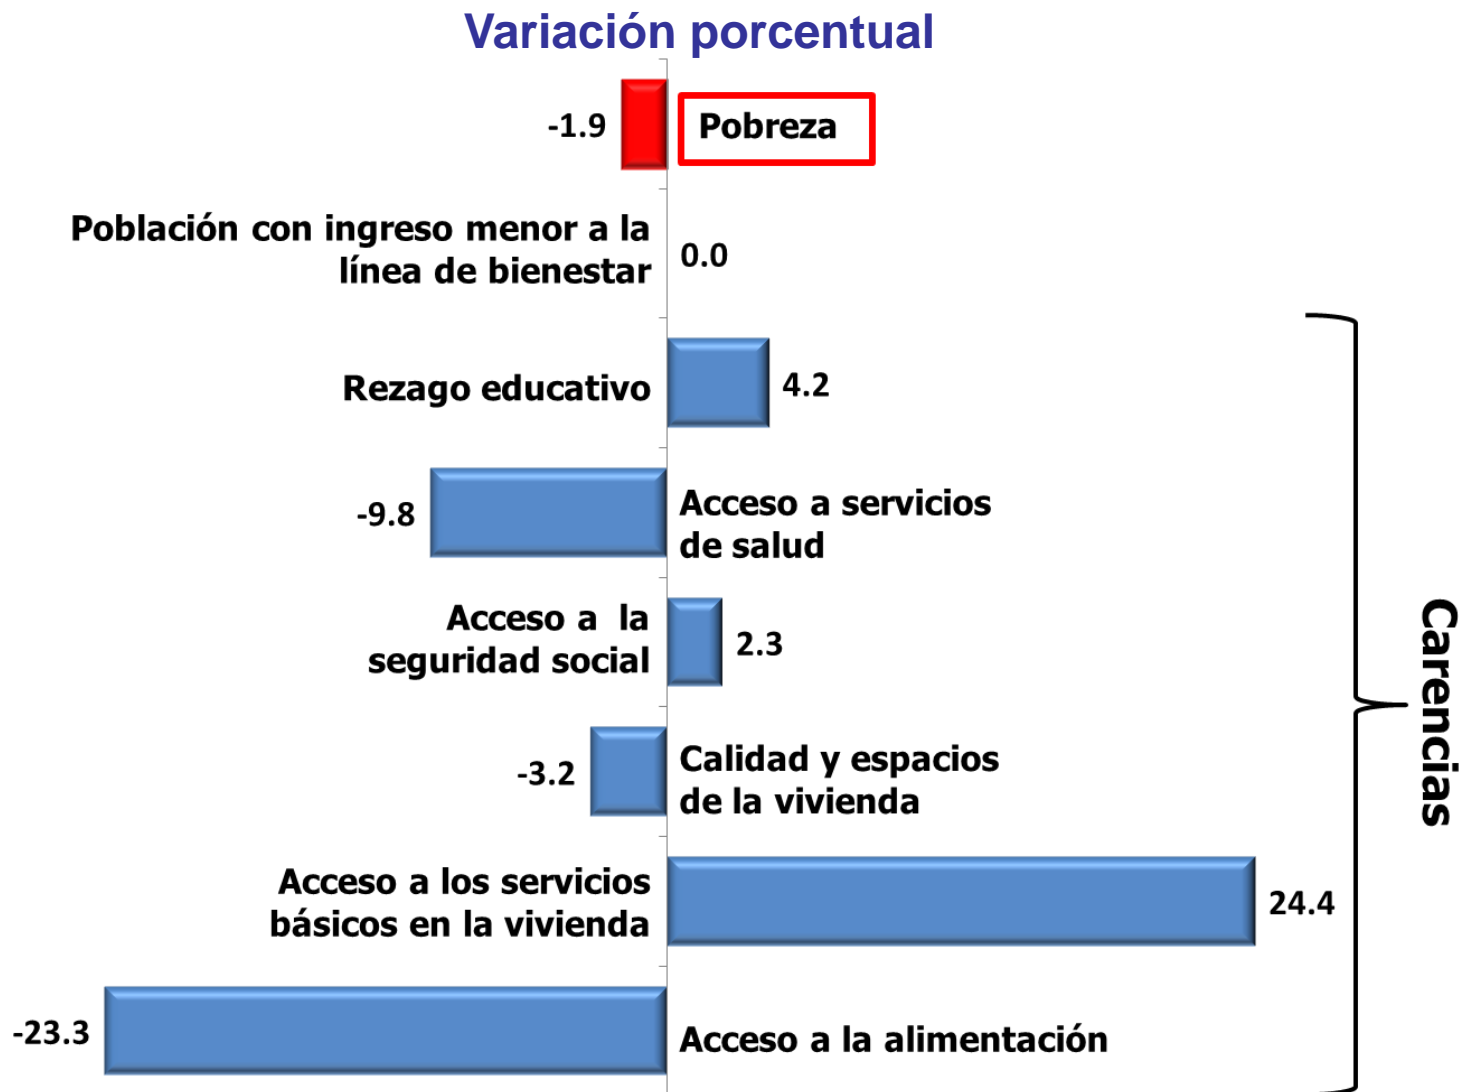 Variación porcentual
-1.9
Pobreza
Población con ingreso menor a la
línea de bienestar
0.0
Rezago educativo
4.2
-9.8
Acceso a servicios
de salud
Acceso a la
seguridad social
2.3
-3.2
Calidad y espacios
de la vivienda
Acceso a los servicios
básicos en la vivienda
24.4
-23.3
Acceso a la alimentación
Carencias